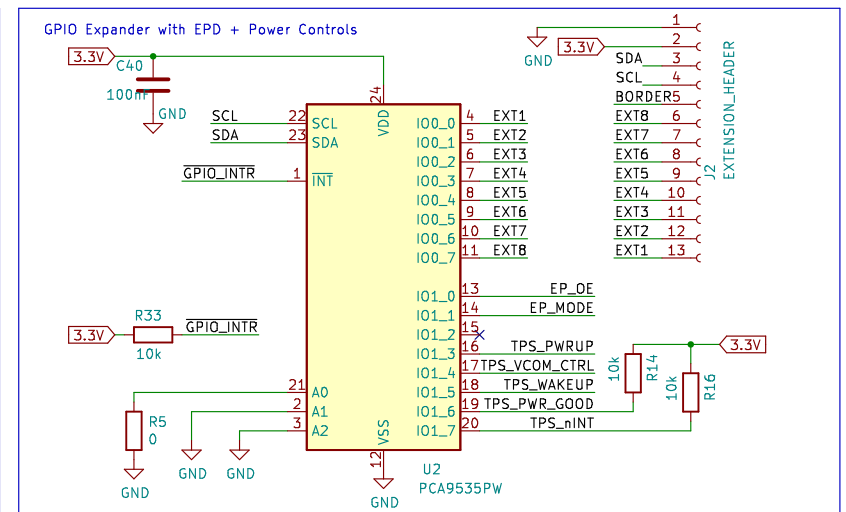 GPIO Expander with EPD + Power Controls
3.3V
C40
100nF
GND
SCL
SDA
GPIO_INTR
22
23
1
24
SCL
SDA
INT
VDD
IO0_0
IO0_1
IO0_2
IO0_3
IO0_4
IO0_5
IO0_6
IO0_7
4 EXT1
5 EXT2
6 EXT3
7 EXT4
8 EXT5
9 EXT6
10 EXT7
11 EXT8
GND
3.3V
SDA
SCL
BORDER
EXT8
EXT7
EXT6
EXT5
EXT4
EXT3
EXT2
EXT1
1
2
3
4
5
6
7
8
9
10
11
12
13
J2
EXTENSION_HEADER
R33
3.3V
GPIO_INTR
10k
IO1_0
IO1_1
IO1_2
IO1_3
IO1_4
IO1_5
IO1_6
IO1_7
13 EP_OE
14 EP_MODE
15
16 TPS_PWRUP
17 TPS_VCOM_CTRL
18 TPS_WAKEUP
19 TPS_PWR_GOOD
20 TPS_nINT
3.3V
10k
R14
10k
R16
21 A0
2 A1
3 A2
R5
0
GND
GND
GND
VSS
12
GND
U2
PCA9535PW